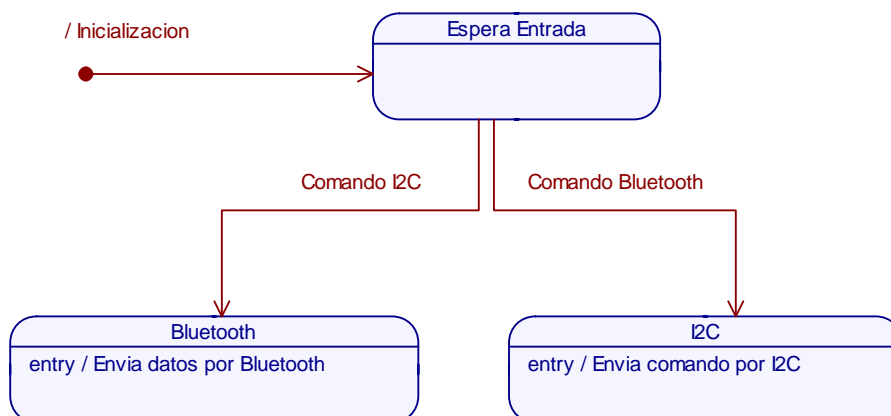 / Inicializacion
Espera Entrada
Comando I2C
Comando Bluetooth
Bluetooth
entry / Envia datos por Bluetooth
I2C
entry / Envia comando por I2C